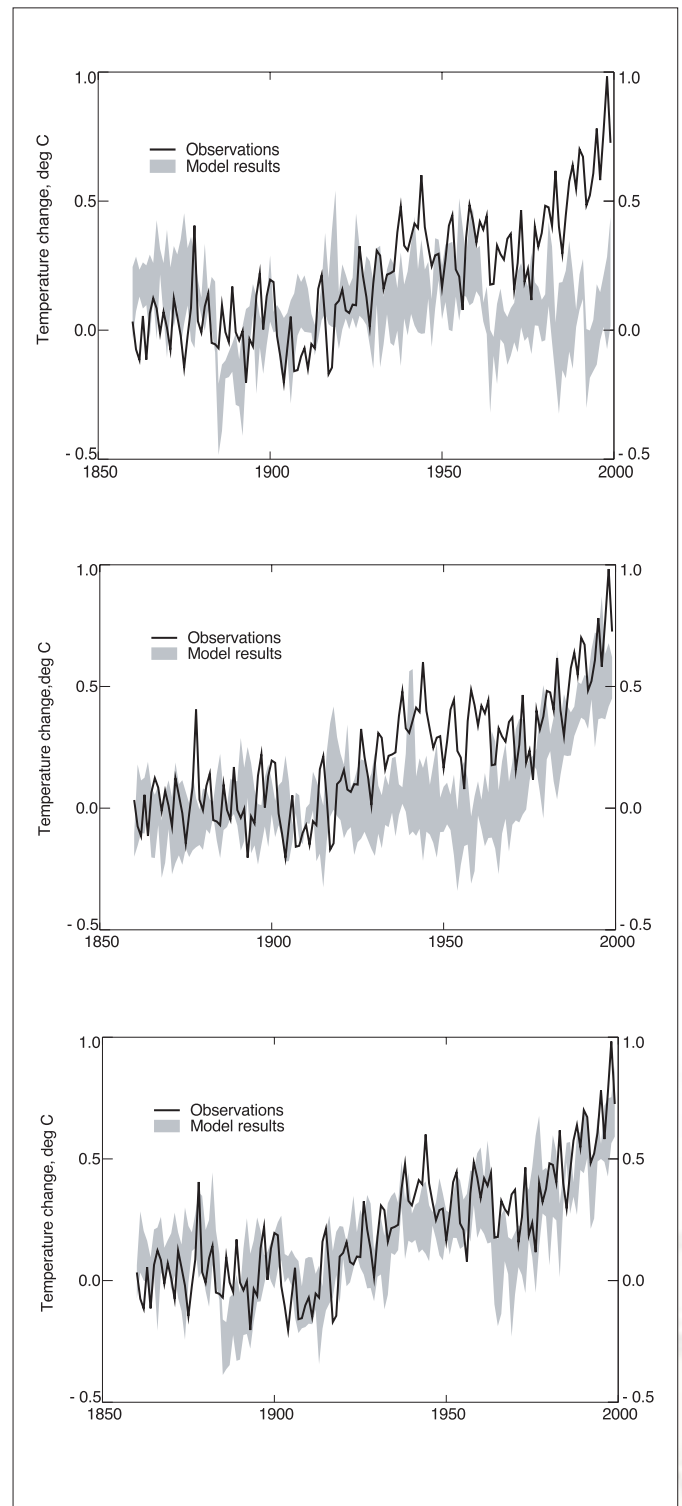 1.0 1.0
Temperature change, deg C
Observations
Model results
0.5 0.5
0.0 0.0
- 0.5 - 0.5
1850 1900 1950 2000
1.0 1.0
Temperature change,deg C
Observations
Model results
0.5 0.5
0.0 0.0
- 0.5 - 0.5
1850 1900 1950 2000
1.0 1.0
Temperature change, deg C
Observations
Model results
0.5 0.5
0.0 0.0
- 0.5 - 0.5
1850 1900 1950 2000